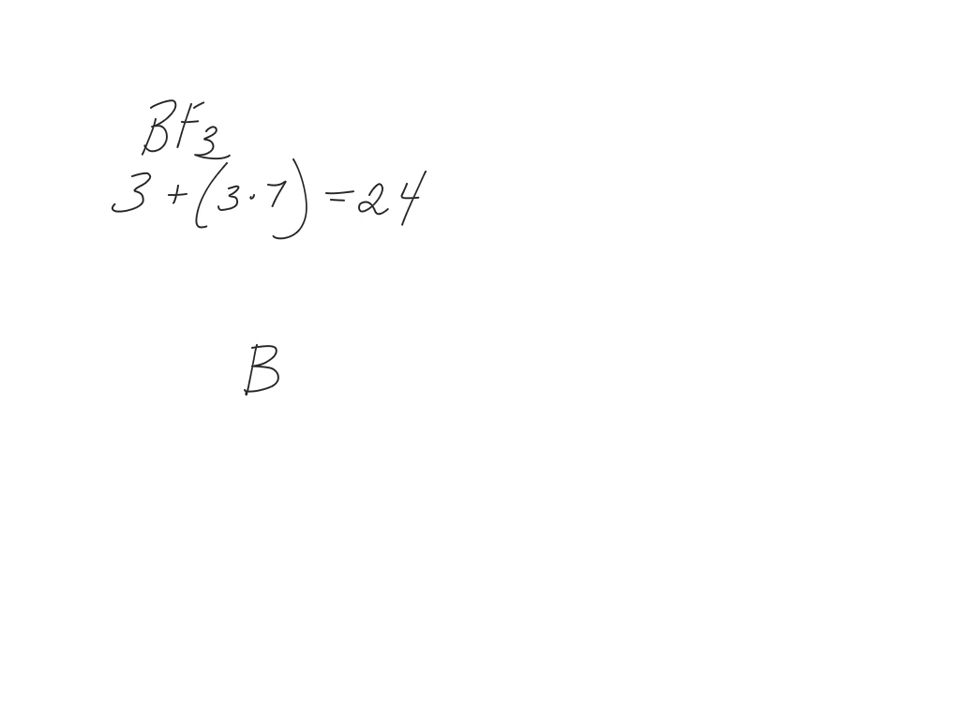 BF₃
3 + (3 · 7) = 24
B